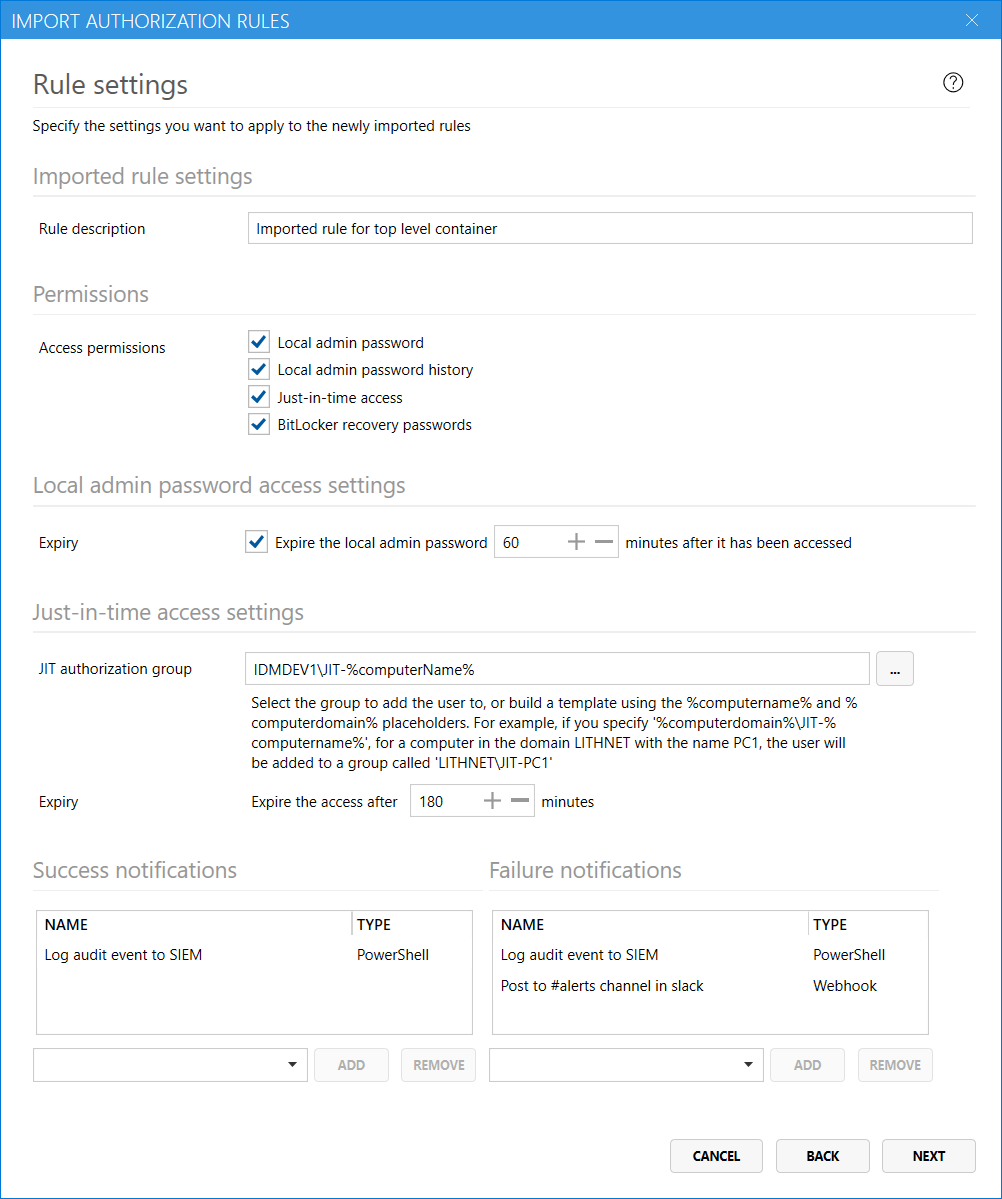 IMPORT AUTHORIZATION RULES
Rule settings
Specify the settings you want to apply to the newly imported rules
Imported rule settings
Rule description
Imported rule for top level container
Permissions
Access permissions
Local admin password
Local admin password history
Just-in-time access
BitLocker recovery passwords
Local admin password access settings
Expiry Expire the local admin password 60 minutes after it has been accessed
Just-in-time access settings
JIT authorization group IDMDEV1\JIT-%computerName% ...
Select the group to add the user to, or build a template using the %computername% and %
computerdomain% placeholders. For example, if you specify '%computerdomain%\JIT-%
computername%', for a computer in the domain LITHNET with the name PC1, the user will
be added to a group called 'LITHNET\JIT-PC1'
Expiry Expire the access after 180 minutes
Success notifications
NAME TYPE
Log audit event to SIEM PowerShell
ADD REMOVE
Failure notifications
NAME TYPE
Log audit event to SIEM PowerShell
Post to #alerts channel in slack Webhook
ADD REMOVE
CANCEL BACK NEXT